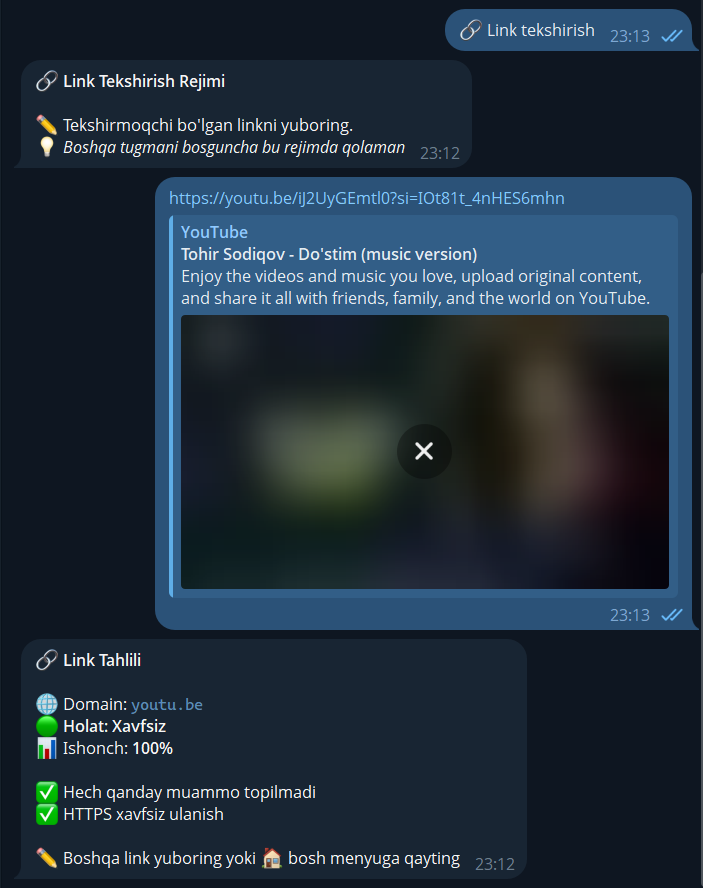 🔗 Link tekshirish 23:13
🔗 Link Tekshirish Rejimi
✏️ Tekshirmoqchi bo'lgan linkni yuboring.
💡 Boshqa tugmani bosguncha bu rejimda qolaman 23:12
https://youtu.be/iJ2UyGEmtl0?si=IOt81t_4nHES6mhn
YouTube
Tohir Sodiqov - Do'stim (music version)
Enjoy the videos and music you love, upload original content,
and share it all with friends, family, and the world on YouTube.
23:13
🔗 Link Tahlili
🌐 Domain: youtu.be
🟢 Holat: Xavfsiz
📊 Ishonch: 100%
✅ Hech qanday muammo topilmadi
✅ HTTPS xavfsiz ulanish
✏️ Boshqa link yuboring yoki 🏠 bosh menyuga qayting 23:12